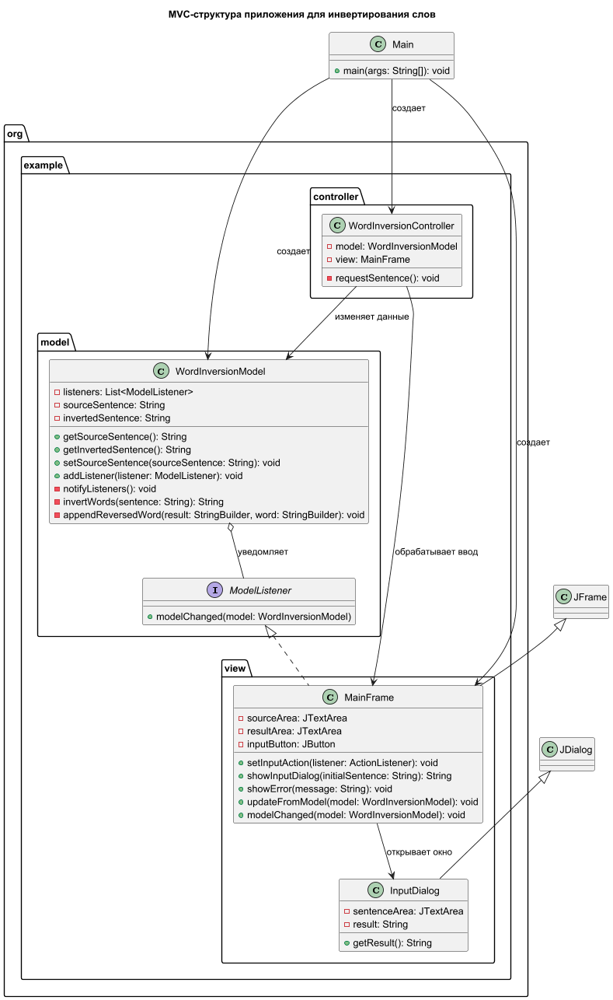 MVC-структура приложения для инвертирования слов
C Main
main(args: String[]): void
создает
org
example
controller
C WordInversionController
model: WordInversionModel
view: MainFrame
requestSentence(): void
создает
изменяет данные
model
C WordInversionModel
listeners: List<ModelListener>
sourceSentence: String
invertedSentence: String
getSourceSentence(): String
getInvertedSentence(): String
setSourceSentence(sourceSentence: String): void
addListener(listener: ModelListener): void
notifyListeners(): void
invertWords(sentence: String): String
appendReversedWord(result: StringBuilder, word: StringBuilder): void
создает
уведомляет
обрабатывает ввод
I ModelListener
modelChanged(model: WordInversionModel)
C JFrame
view
C MainFrame
sourceArea: JTextArea
resultArea: JTextArea
inputButton: JButton
setInputAction(listener: ActionListener): void
showInputDialog(initialSentence: String): String
showError(message: String): void
updateFromModel(model: WordInversionModel): void
modelChanged(model: WordInversionModel): void
C JDialog
открывает окно
C InputDialog
sentenceArea: JTextArea
result: String
getResult(): String